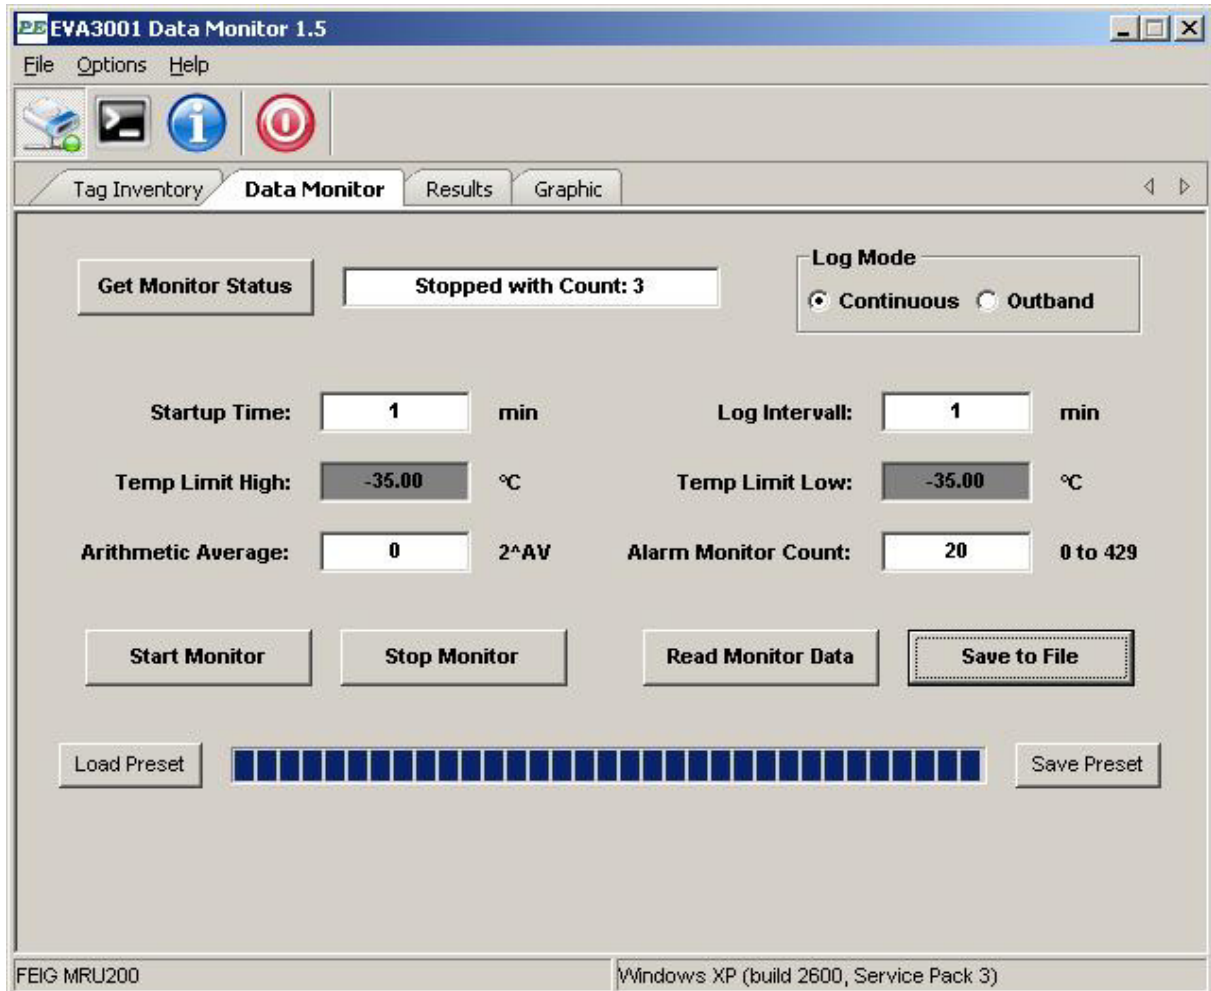 PE EVA3001 Data Monitor 1.5
File Options Help
Tag Inventory Data Monitor Results Graphic
Log Mode
Get Monitor Status Stopped with Count: 3
Continuous Outband
Startup Time: 1 min Log Intervall: 1 min
Temp Limit High: -35.00 °C Temp Limit Low: -35.00 °C
Arithmetic Average: 0 2^AV Alarm Monitor Count: 20 0 to 429
Start Monitor Stop Monitor Read Monitor Data Save to File
Load Preset Save Preset
FEIG MRU200 Windows XP (build 2600, Service Pack 3)